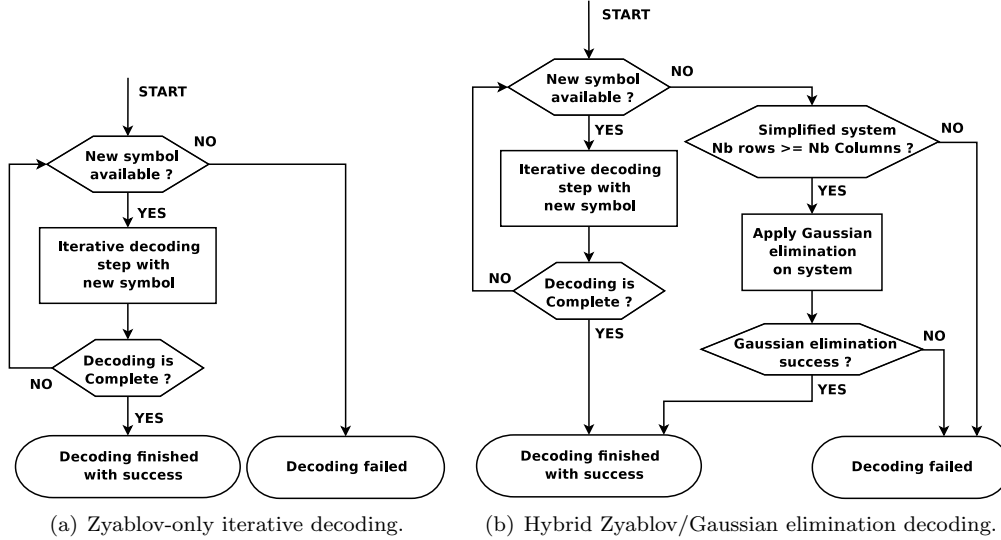 START
New symbol
available ?
NO
YES
Iterative decoding
step with
new symbol
Decoding is
Complete ?
NO
YES
Decoding finished
with success
Decoding failed
(a) Zyablov-only iterative decoding.
START
New symbol
available ?
NO
YES
Iterative decoding
step with
new symbol
NO
Decoding is
Complete ?
YES
Simplified system
Nb rows >= Nb Columns ?
NO
YES
Apply Gaussian
elimination
on system
Gaussian elimination
success ?
NO
YES
Decoding finished
with success
Decoding failed
(b) Hybrid Zyablov/Gaussian elimination decoding.